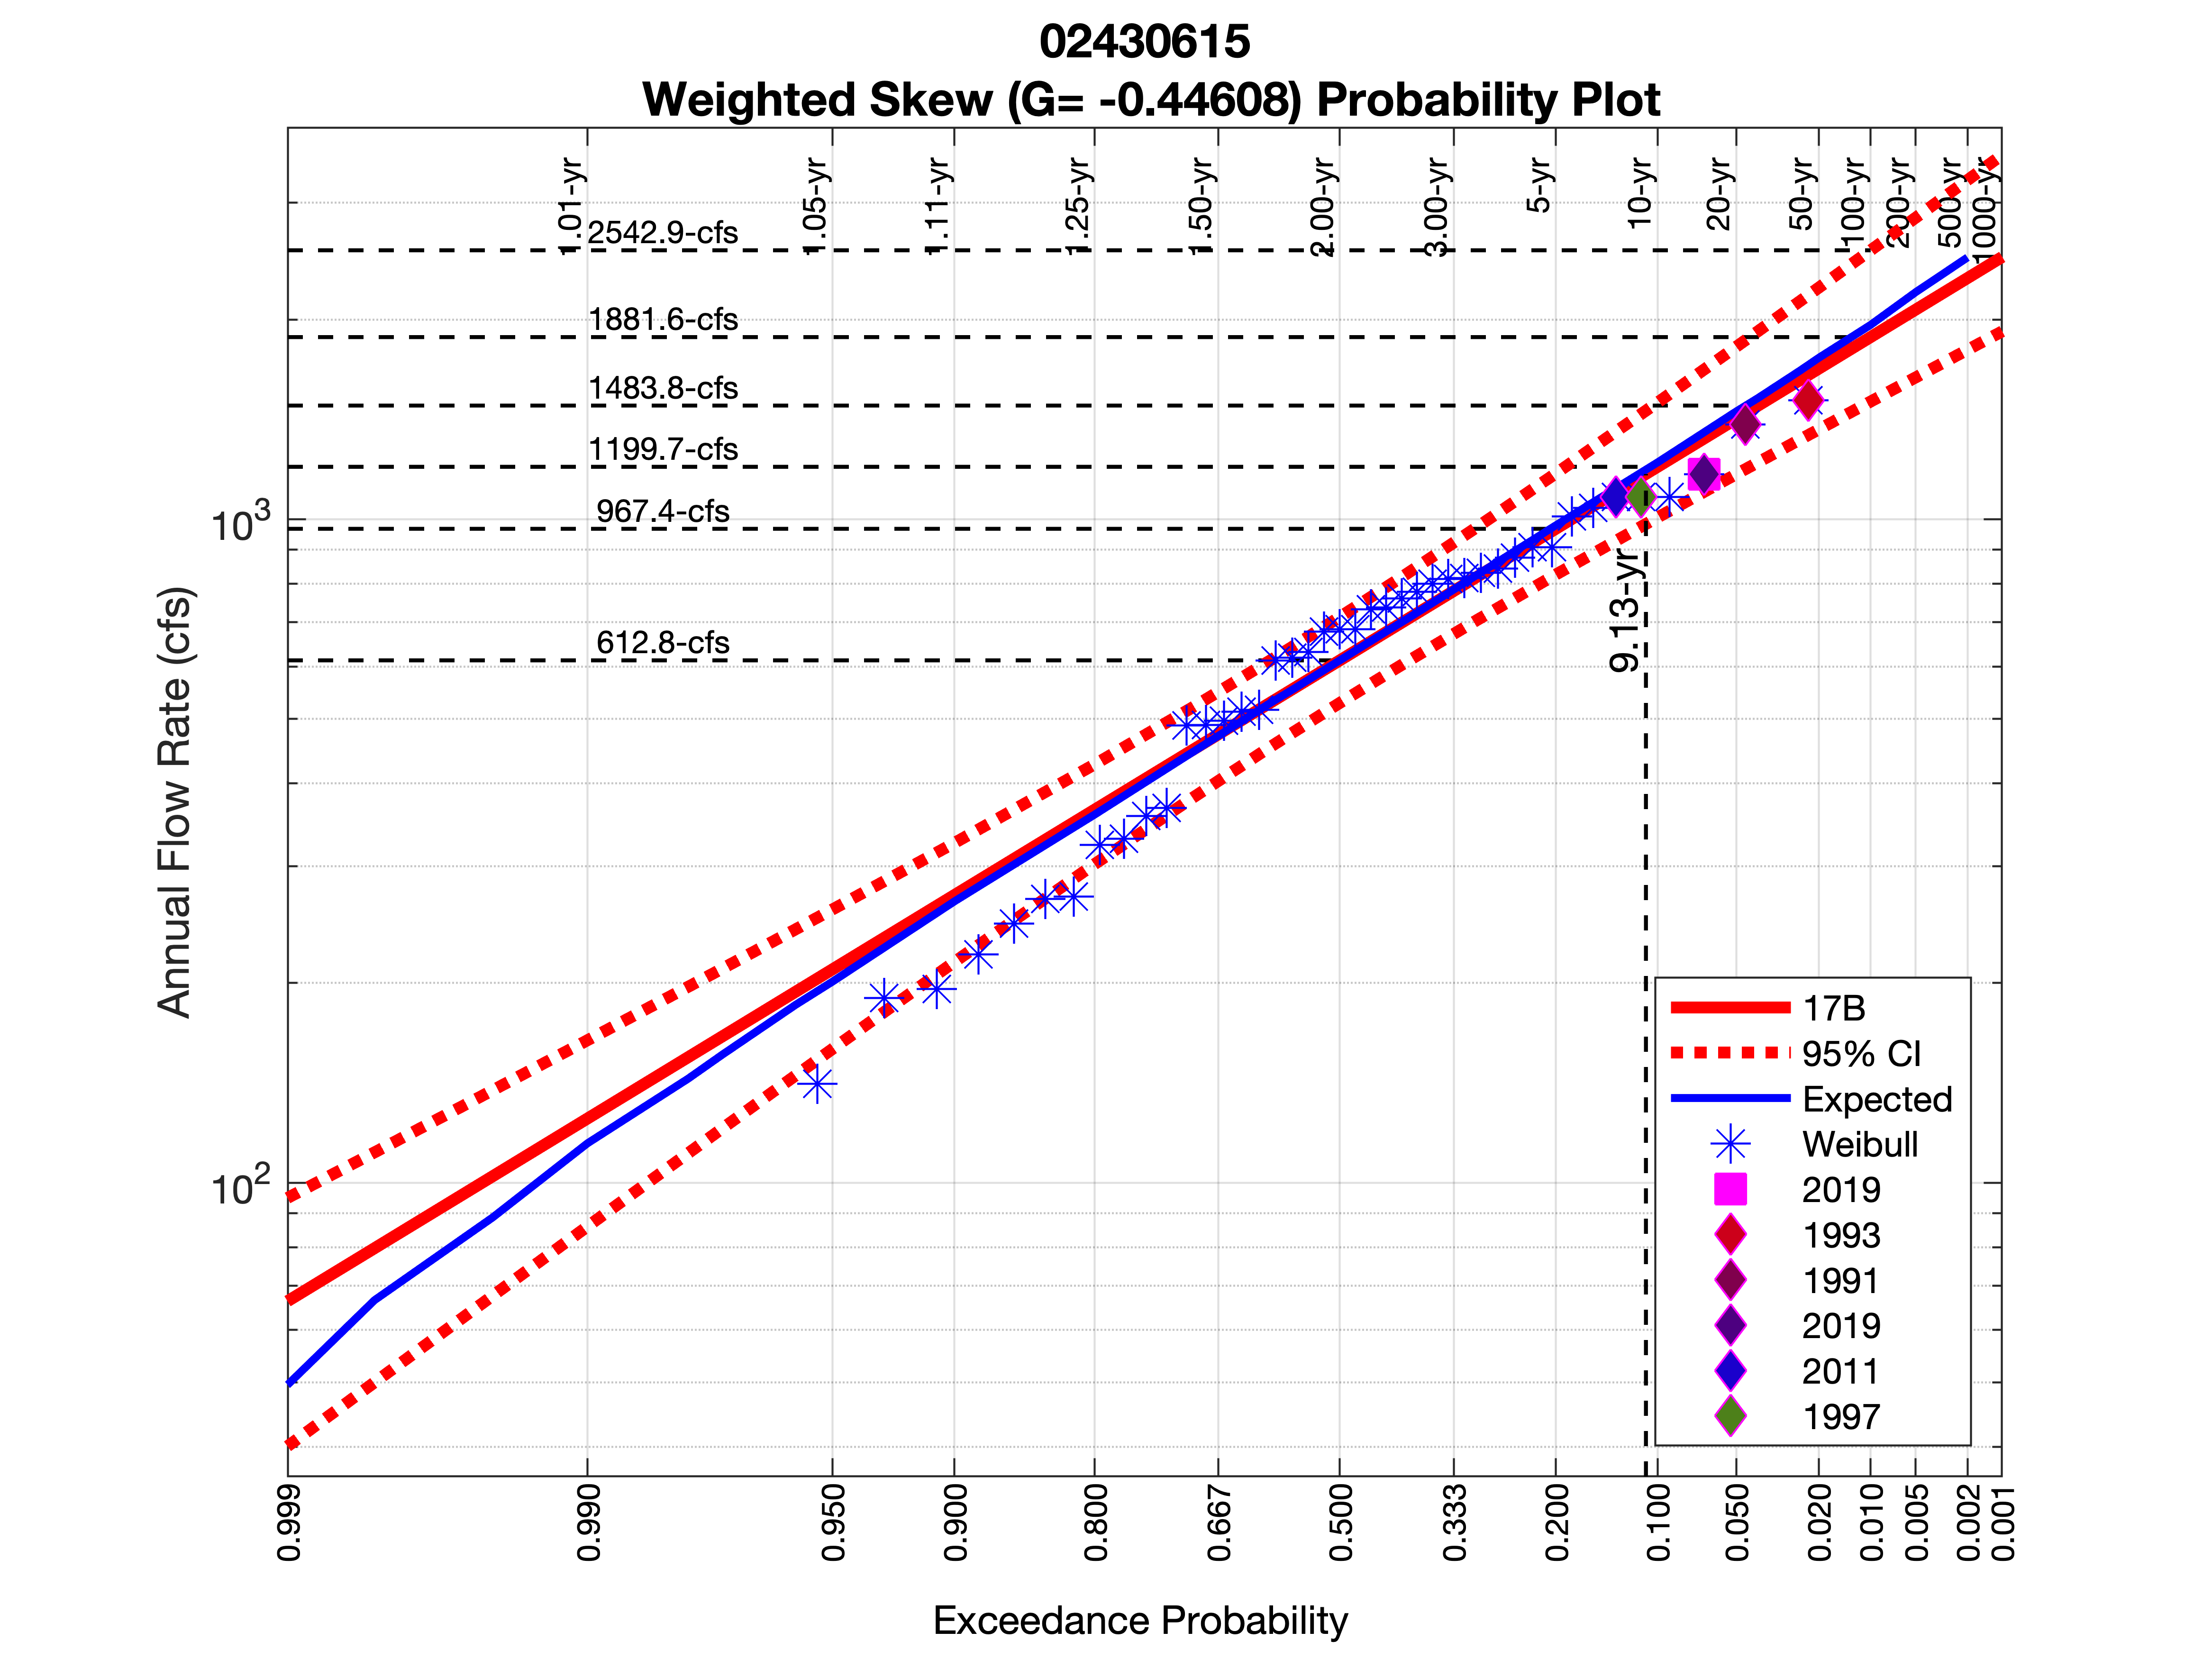 02430615
Weighted Skew (G= -0.44608) Probability Plot
1.01-yr
1.05-yr
1.11-yr
1.25-yr
1.50-yr
2.00-yr
3.00-yr
5-yr
10-yr
20-yr
50-yr
100-yr
200-yr
500-yr
1000-yr
2542.9-cfs
1881.6-cfs
1483.8-cfs
1199.7-cfs
967.4-cfs
612.8-cfs
9.13-yr
Annual Flow Rate (cfs)
10³
10²
17B
95% CI
Expected
Weibull
2019
1993
1991
2019
2011
1997
0.999
0.990
0.950
0.900
0.800
0.667
0.500
0.333
0.200
0.100
0.050
0.020
0.010
0.005
0.002
0.001
Exceedance Probability